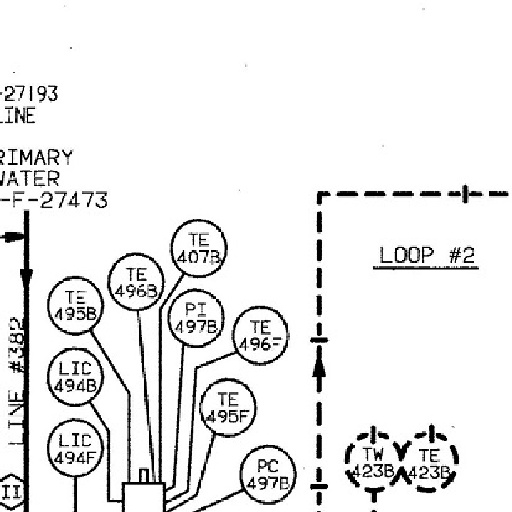 -27193
LINE
RIMARY
WATER
-F-27473
LOOP #2
TE
407B
TE
496B
TE
495B
PI
497B
TE
496F
LIC
494B
TE
495F
LIC
494F
PC
497B
TW
423B
TE
423B
LINE #382
II